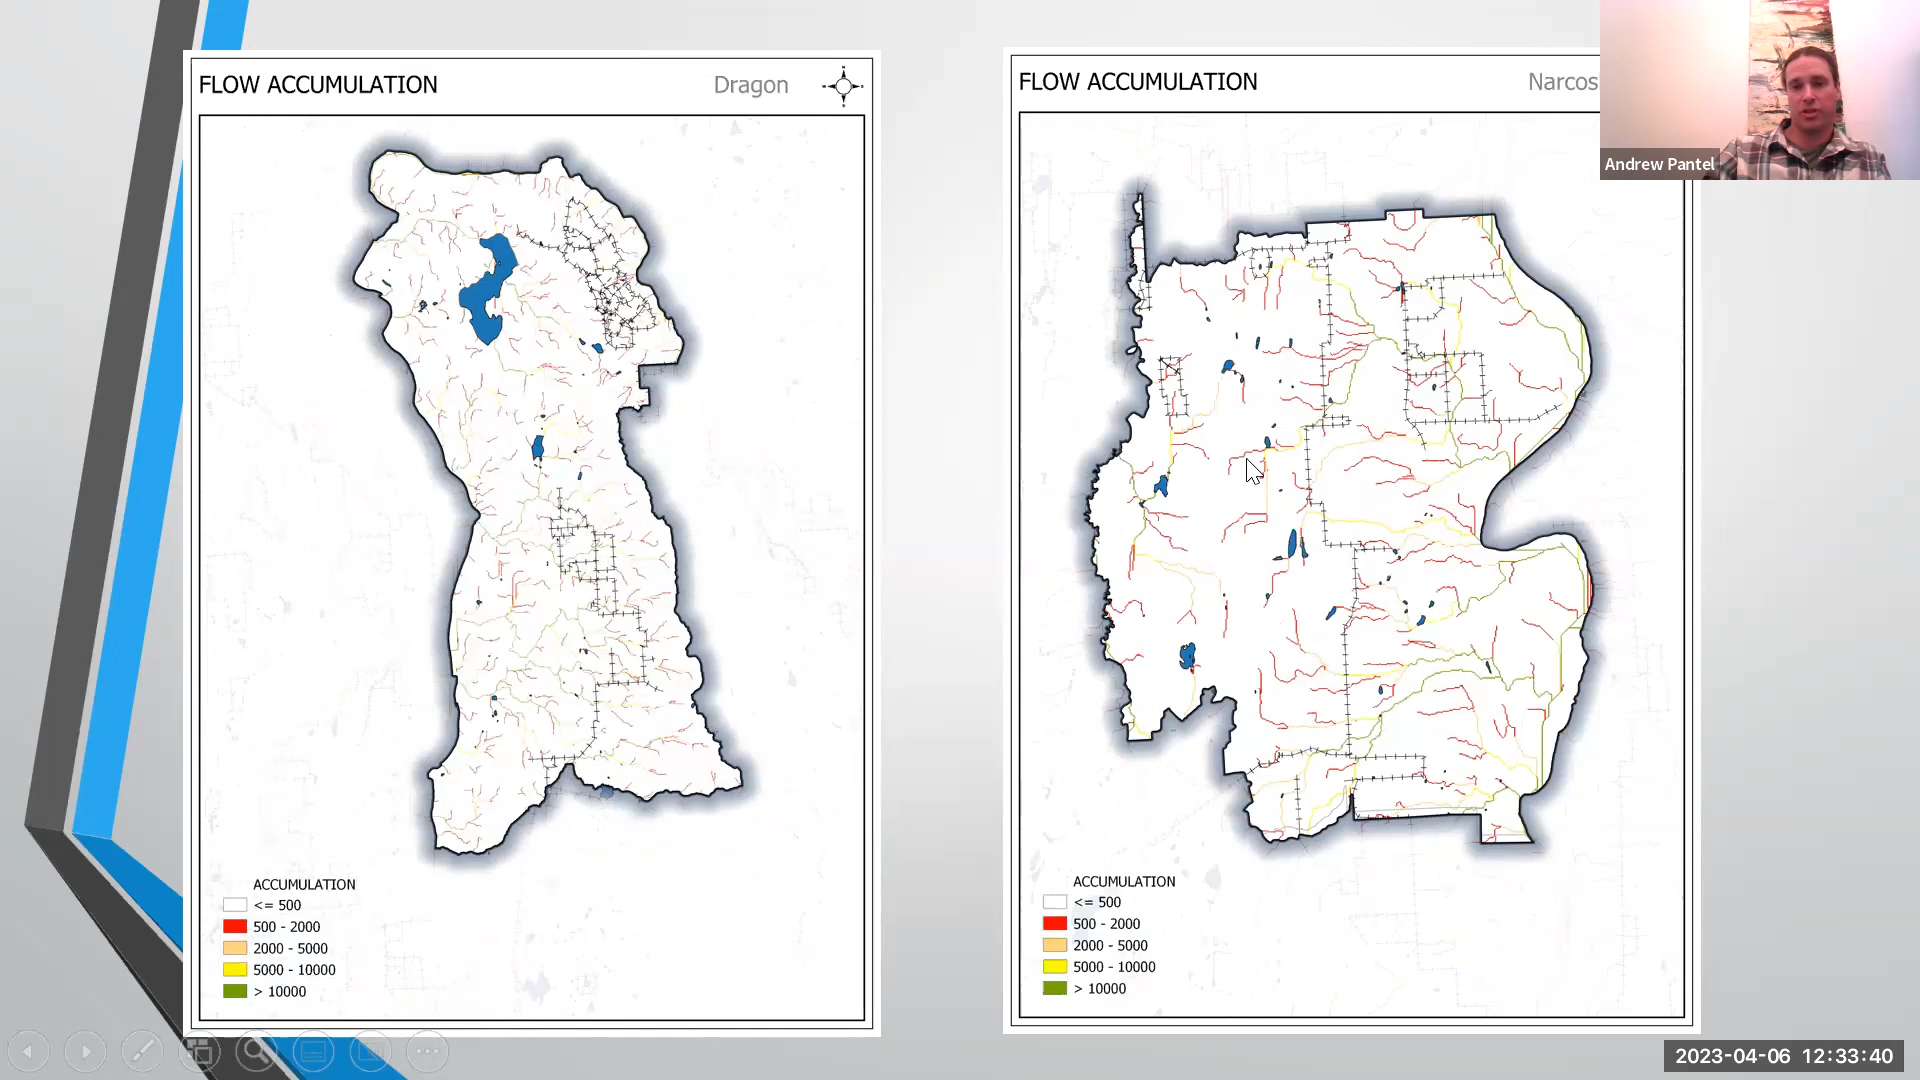 FLOW ACCUMULATION
Dragon
ACCUMULATION
<= 500
500 - 2000
2000 - 5000
5000 - 10000
> 10000
FLOW ACCUMULATION
Narcos
ACCUMULATION
<= 500
500 - 2000
2000 - 5000
5000 - 10000
> 10000
Andrew Pantel
2023-04-06 12:33:40